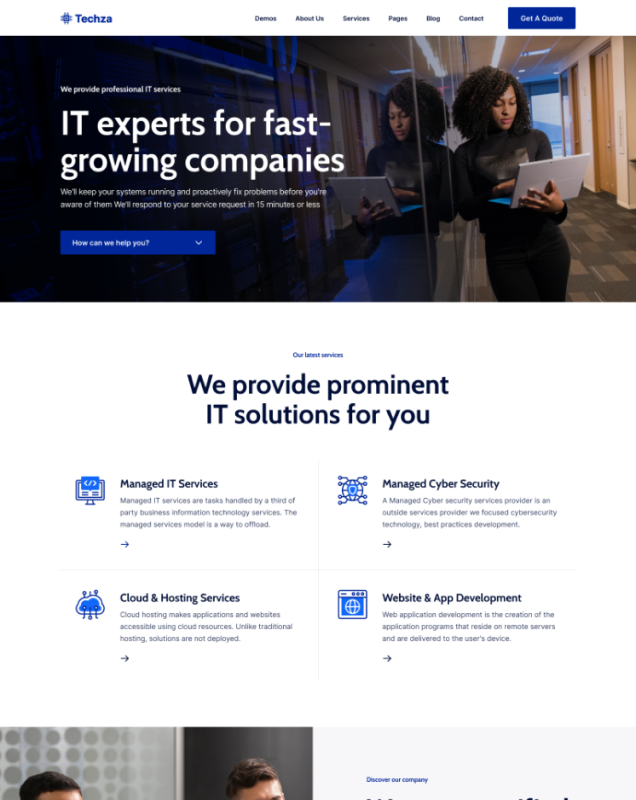 Techza
Demos
About Us
Services
Pages
Blog
Contact
Get A Quote
We provide professional IT services
IT experts for fast-
growing companies
We'll keep your systems running and proactively fix problems before you're
aware of them We'll respond to your service request in 15 minutes or less
How can we help you?
Our latest services
We provide prominent
IT solutions for you
Managed IT Services
Managed IT services are tasks handled by a third of
party business information technology services. The
managed services model is a way to offload.
Managed Cyber Security
A Managed Cyber security services provider is an
outside services provider we focused cybersecurity
technology, best practices development.
Cloud & Hosting Services
Cloud hosting makes applications and websites
accessible using cloud resources. Unlike traditional
hosting, solutions are not deployed.
Website & App Development
Web application development is the creation of the
application programs that reside on remote servers
and are delivered to the user's device.
Discover our company